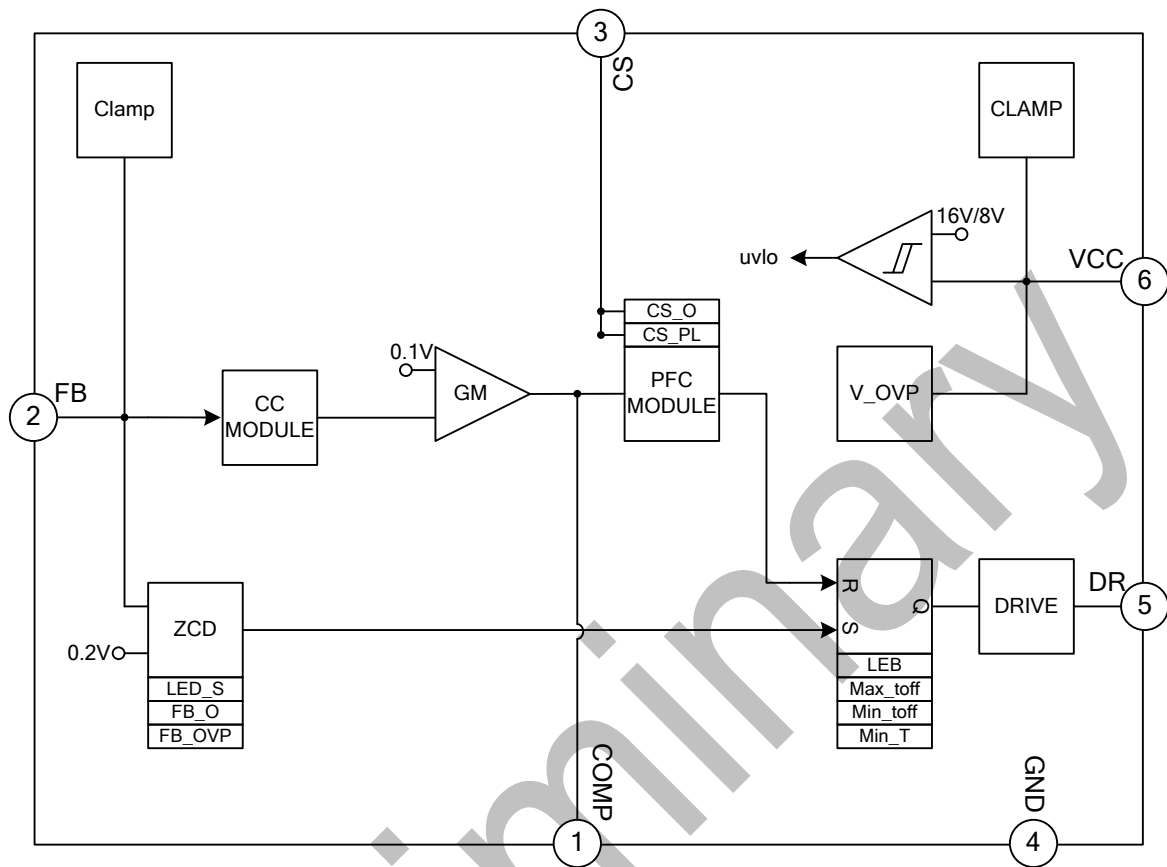 3
CS
Clamp
CLAMP
16V/8V
uvlo
VCC
6
CS_O
CS_PL
0.1V
GM
PFC
MODULE
V_OVP
FB
2
CC
MODULE
R
Q
S
DRIVE
DR
5
ZCD
0.2V
LED_S
FB_O
FB_OVP
LEB
Max_toff
Min_toff
Min_T
COMP
1
GND
4
iminary